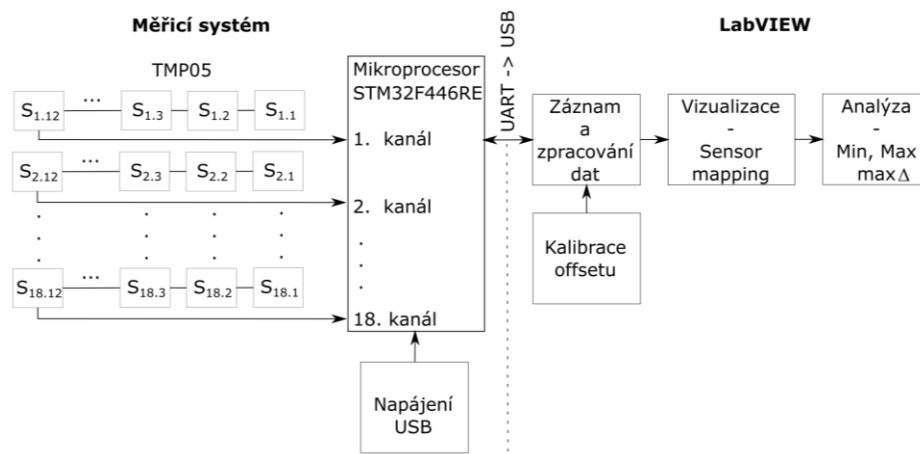 Měřicí systém
LabVIEW
TMP05
S1.12 ... S1.3 S1.2 S1.1
S2.12 ... S2.3 S2.2 S2.1
S18.12 ... S18.3 S18.2 S18.1
Mikroprocesor
STM32F446RE
1. kanál
2. kanál
18. kanál
Napájení
USB
UART -> USB
Záznam
a
zpracování
dat
Kalibrace
offsetu
Vizualizace
-
Sensor
mapping
Analýza
-
Min, Max
maxΔ